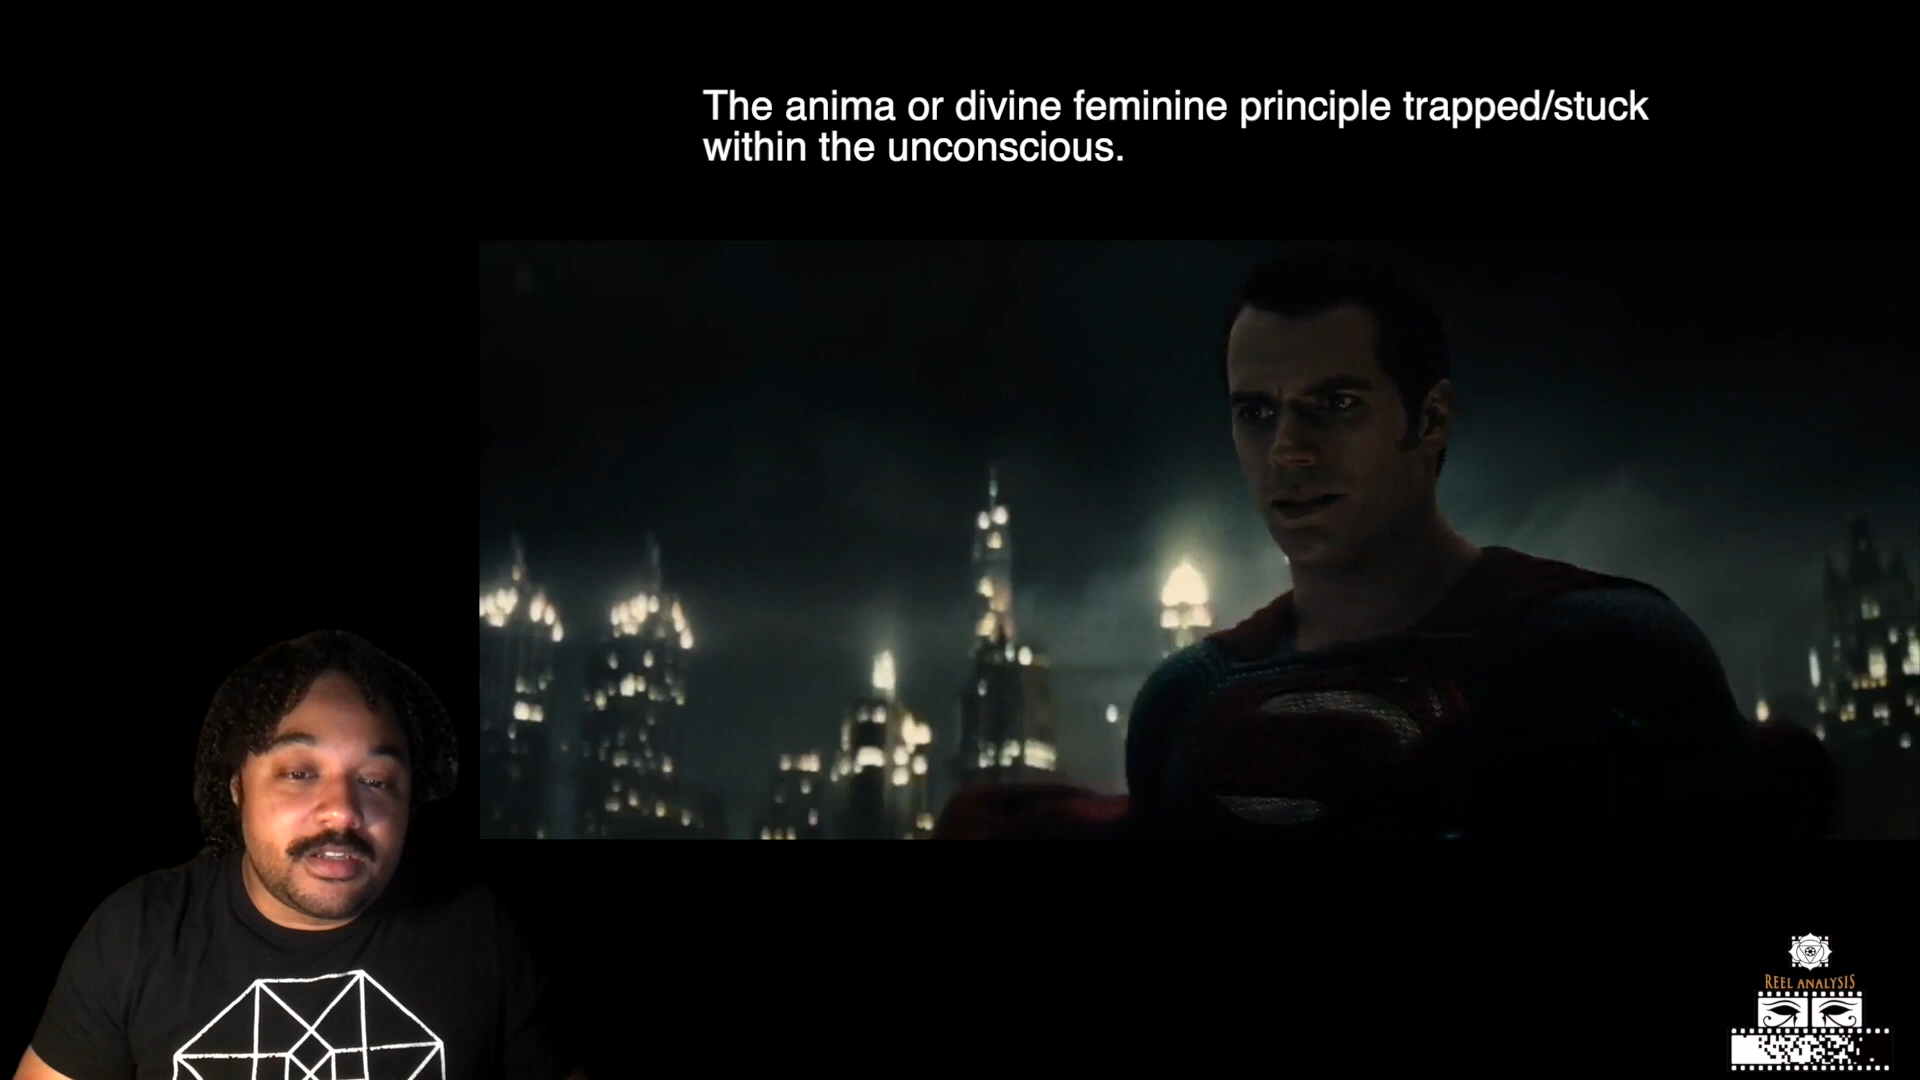 The anima or divine feminine principle trapped/stuck
within the unconscious.
REEL ANALYSIS